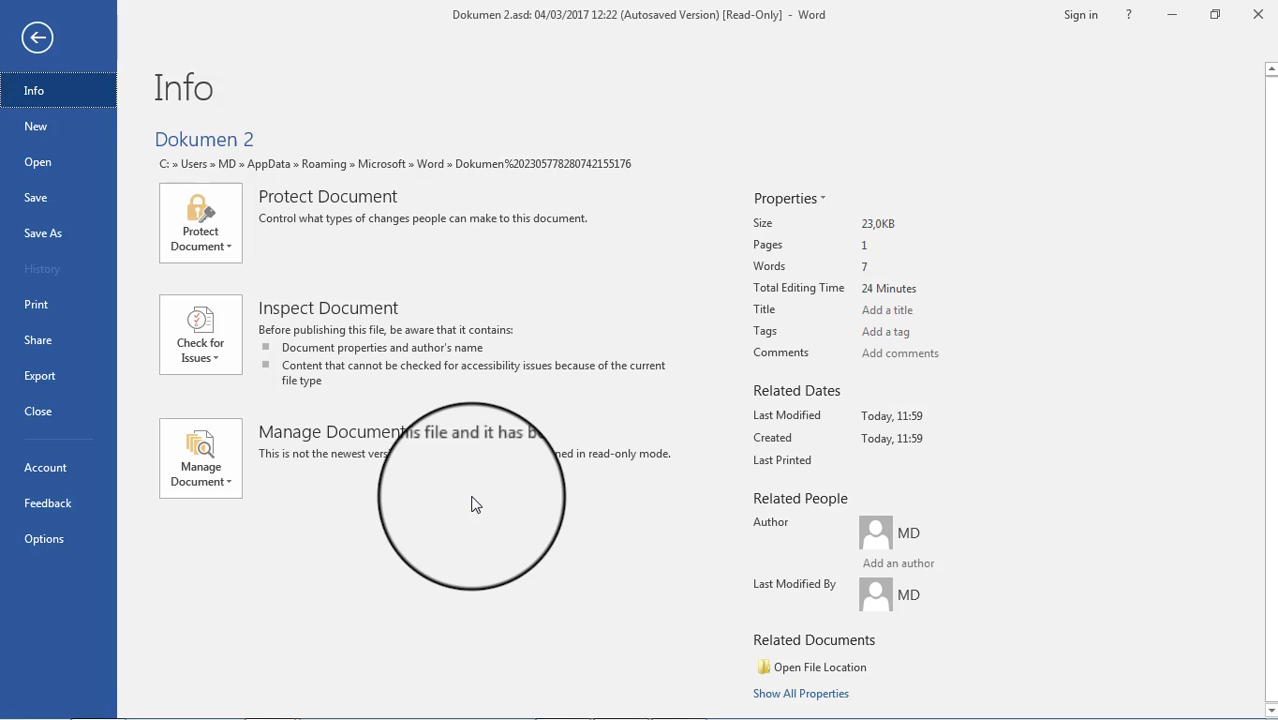 Dokumen 2.asd: 04/03/2017 12:22 (Autosaved Version) [Read-Only] - Word
Sign in
?
Info
New
Open
Save
Save As
History
Print
Share
Export
Close
Account
Feedback
Options
Info
Dokumen 2
C: » Users » MD » AppData » Roaming » Microsoft » Word » Dokumen%202305778280742155176
Protect Document
Protect Document
Control what types of changes people can make to this document.
Check for Issues
Inspect Document
Before publishing this file, be aware that it contains:
Document properties and author's name
Content that cannot be checked for accessibility issues because of the current
file type
Manage Document
Manage Document
his file and it has
This is not the newest
in read-only mode.
Properties
Size 23,0KB
Pages 1
Words 7
Total Editing Time 24 Minutes
Title Add a title
Tags Add a tag
Comments Add comments
Related Dates
Last Modified Today, 11:59
Created Today, 11:59
Last Printed
Related People
Author MD
Add an author
Last Modified By MD
Related Documents
Open File Location
Show All Properties